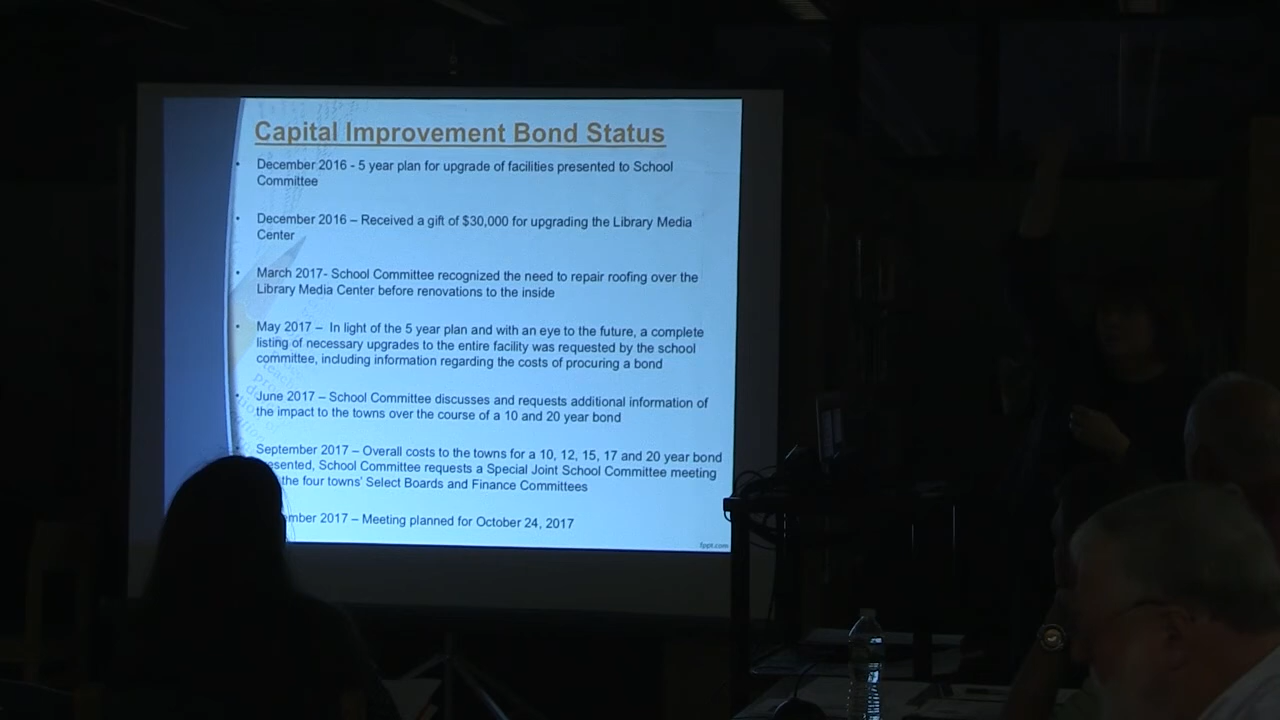 Capital Improvement Bond Status
• December 2016 - 5 year plan for upgrade of facilities presented to School
Committee
• December 2016 – Received a gift of $30,000 for upgrading the Library Media
Center
• March 2017- School Committee recognized the need to repair roofing over the
Library Media Center before renovations to the inside
• May 2017 – In light of the 5 year plan and with an eye to the future, a complete
listing of necessary upgrades to the entire facility was requested by the school
committee, including information regarding the costs of procuring a bond
• June 2017 – School Committee discusses and requests additional information of
the impact to the towns over the course of a 10 and 20 year bond
• September 2017 – Overall costs to the towns for a 10, 12, 15, 17 and 20 year bond
esented, School Committee requests a Special Joint School Committee meeting
the four towns' Select Boards and Finance Committees
mber 2017 – Meeting planned for October 24, 2017
fppt.com